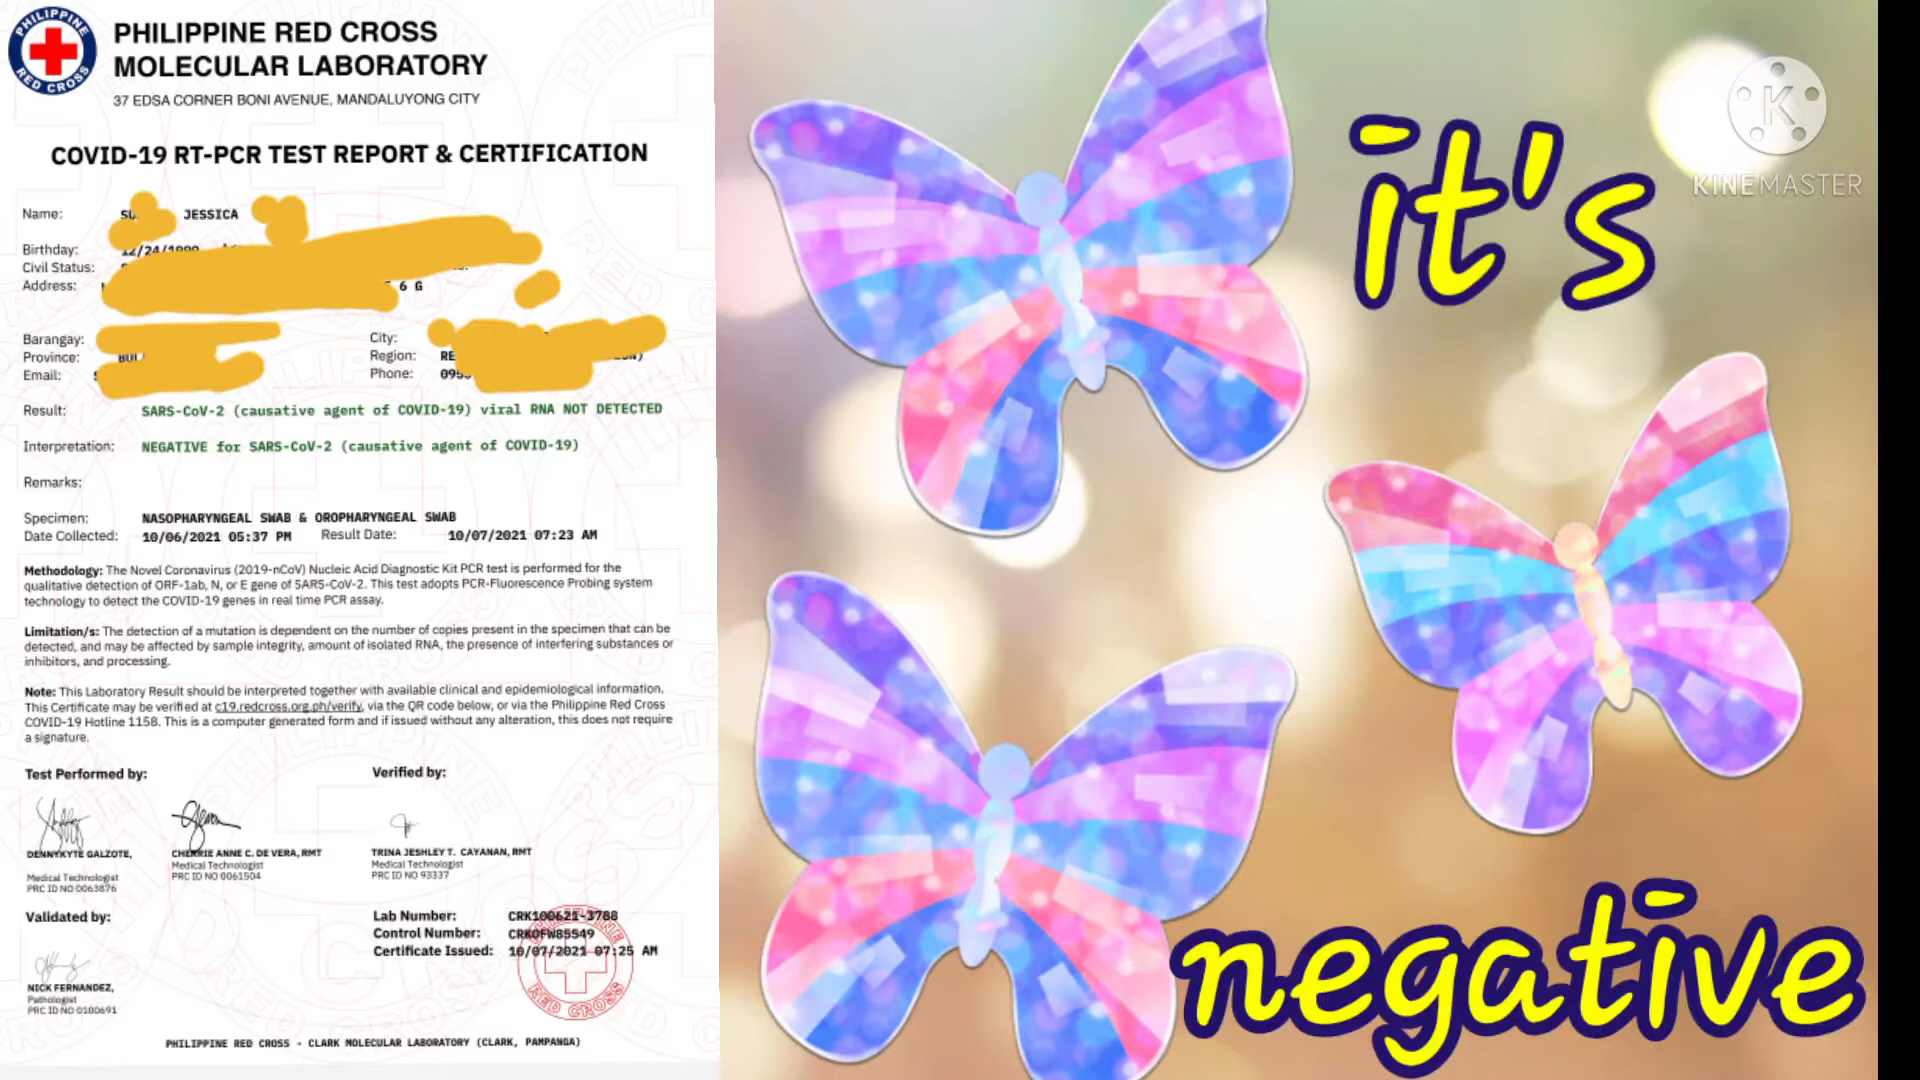 PHILIPPINE RED CROSS
MOLECULAR LABORATORY
37 EDSA CORNER BONI AVENUE, MANDALUYONG CITY
COVID-19 RT-PCR TEST REPORT & CERTIFICATION
Name: JESSICA
Birthday:
Civil Status:
Address: 6 G
Barangay: City:
Province: Region:
Email: Phone:
Result: SARS-CoV-2 (causative agent of COVID-19) viral RNA NOT DETECTED
Interpretation: NEGATIVE for SARS-CoV-2 (causative agent of COVID-19)
Remarks:
Specimen: NASOPHARYNGEAL SWAB & OROPHARYNGEAL SWAB
Date Collected: 10/06/2021 05:37 PM Result Date: 10/07/2021 07:23 AM
Methodology: The Novel Coronavirus (2019-nCoV) Nucleic Acid Diagnostic Kit PCR test is performed for the
qualitative detection of ORF-1ab, N, or E gene of SARS-CoV-2. This test adopts PCR-Fluorescence Probing system
technology to detect the COVID-19 genes in real time PCR assay.
Limitation/s: The detection of a mutation is dependent on the number of copies present in the specimen that can be
detected, and may be affected by sample integrity, amount of isolated RNA, the presence of interfering substances or
inhibitors, and processing.
Note: This Laboratory Result should be interpreted together with available clinical and epidemiological information.
This Certificate may be verified at c19.redcross.org.ph/verify, via the QR code below, or via the Philippine Red Cross
COVID-19 Hotline 1158. This is a computer generated form and if issued without any alteration, this does not require
a signature.
Test Performed by: Verified by:
DENNYKYTE GALZOTE, CHERRIE ANNE C. DE VERA, RMT TRINA JESHLEY T. CAYANAN, RMT
Medical Technologist Medical Technologist Medical Technologist
PRC ID NO 0063876 PRC ID NO 0061504 PRC ID NO 93337
Validated by:
Lab Number: CRK100621-3788
Control Number: CRKOFW85549
Certificate Issued: 10/07/2021 07:25 AM
NICK FERNANDEZ,
Pathologist
PRC ID NO 0100691
PHILIPPINE RED CROSS - CLARK MOLECULAR LABORATORY (CLARK, PAMPANGA)
it's
negative
KINEMASTER